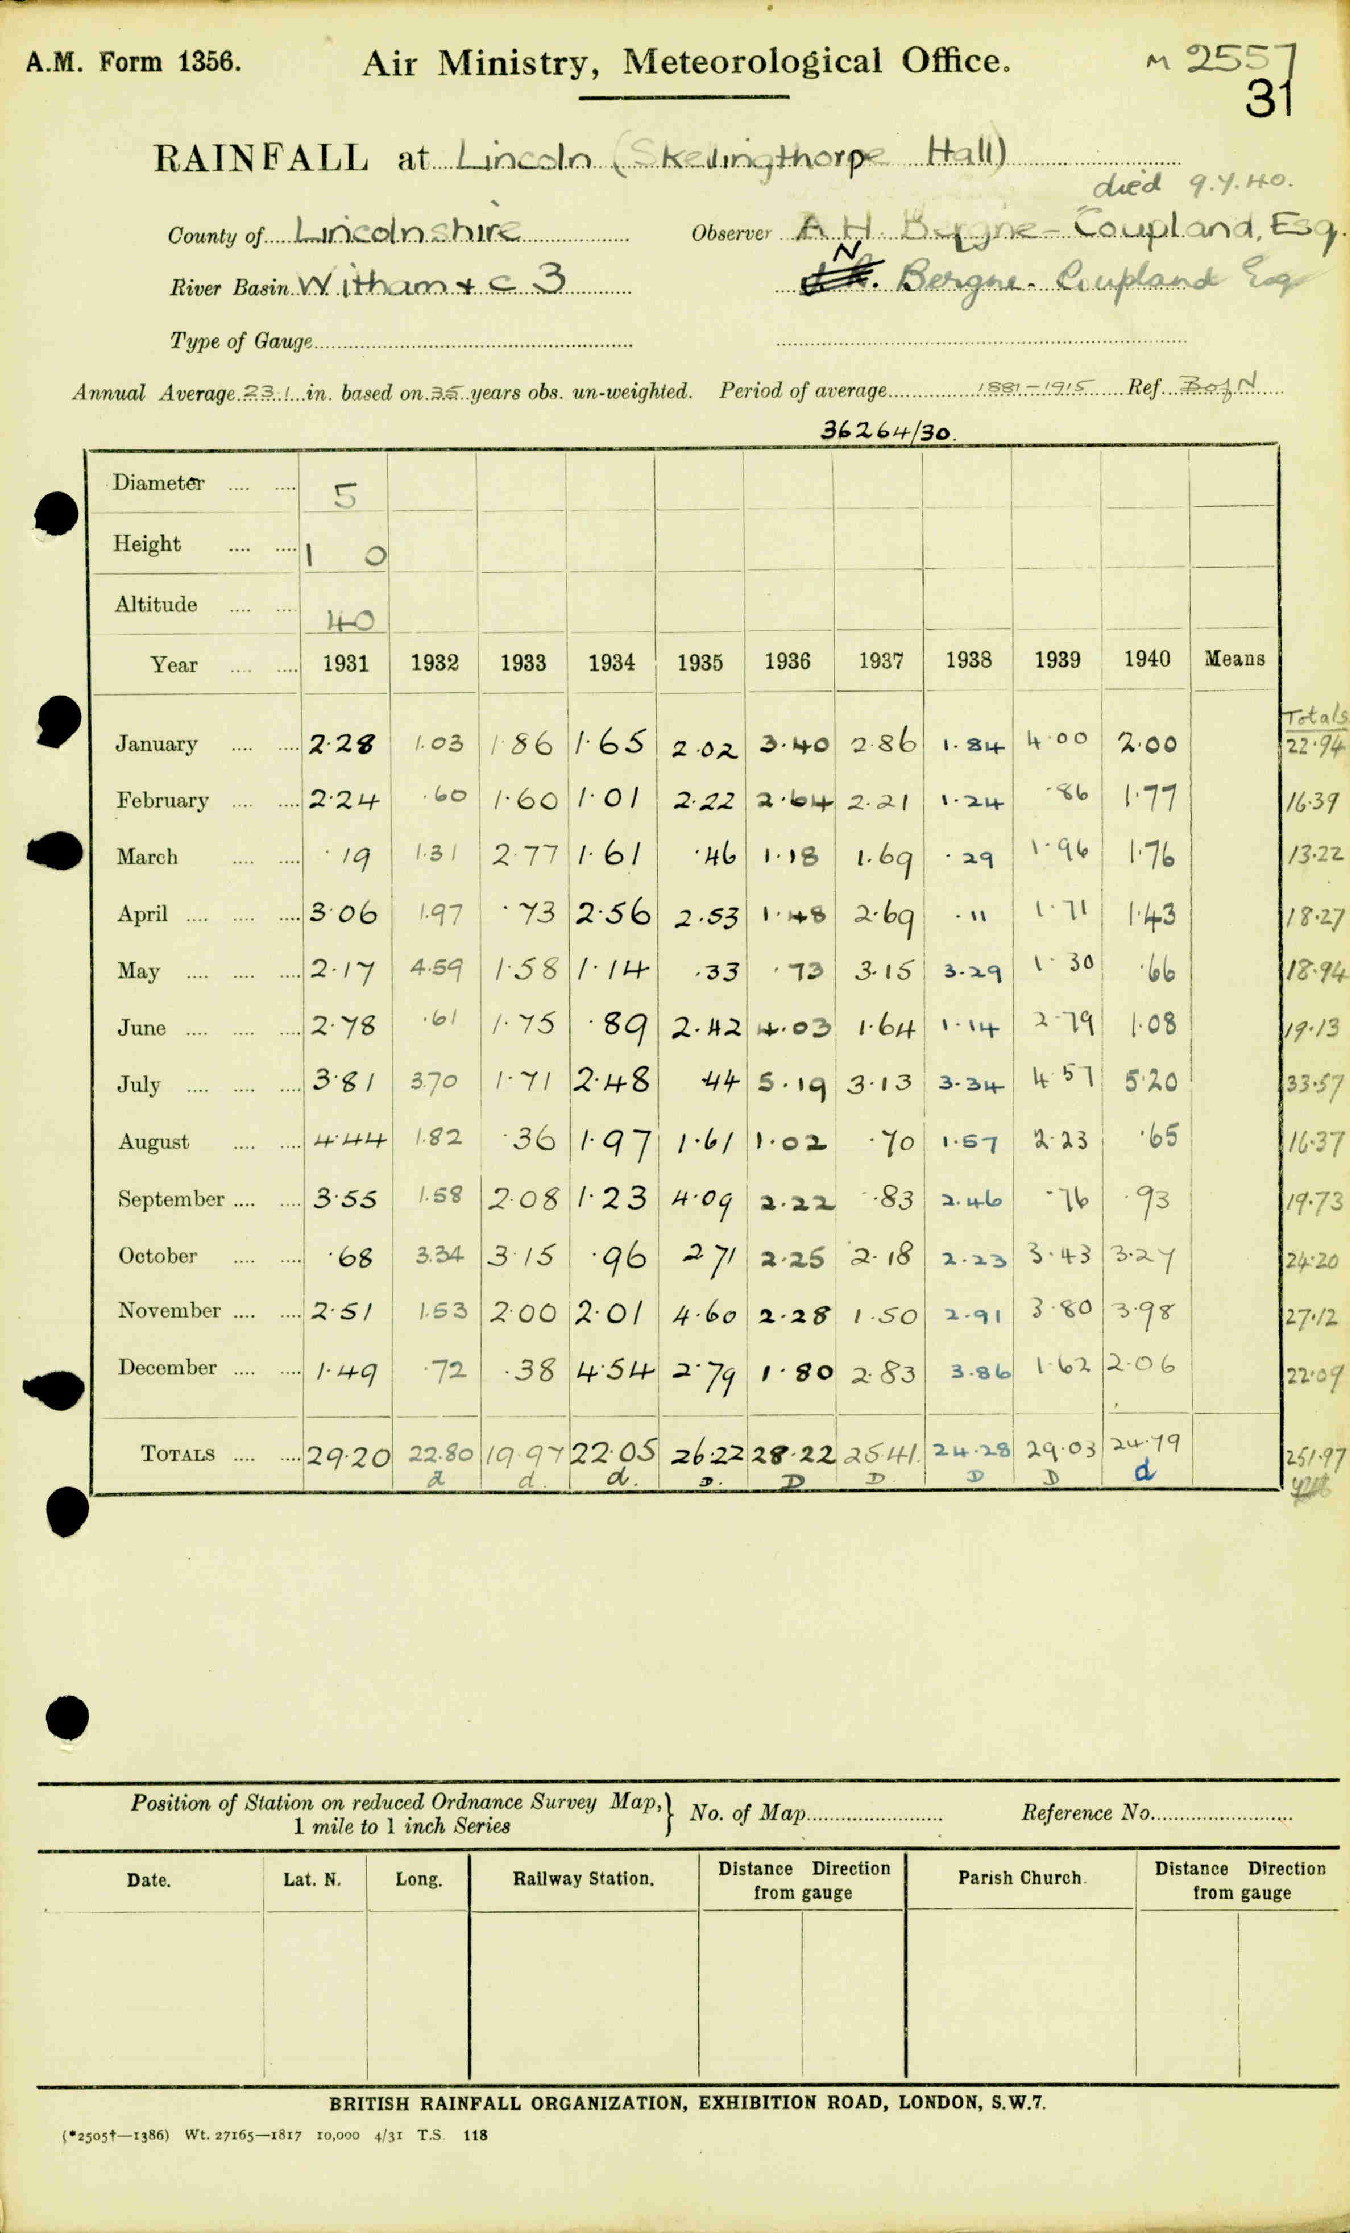 A.M. Form 1356. Air Ministry, Meteorological Office. M 2557
31
RAINFALL at Lincoln (Skellingthorpe Hall)
died 9.4.40.
County of Lincolnshire Observer A H. Bergne-Coupland, Esq.
River Basin Witham & C 3 N Bergne-Coupland Esq
Type of Gauge
Annual Average 23.1 in. based on 35 years obs. un-weighted. Period of average 1881-1915 Ref. B of N
36264/30.
Diameter .... .... 5
Height .... .... 1 0
Altitude .... .... 40
Year .... .... 1931 1932 1933 1934 1935 1936 1937 1938 1939 1940 Means
Totals
January .... .... 2.28 1.03 1.86 1.65 2.02 3.40 2.86 1.84 4.00 2.00 22.94
February .... .... 2.24 .60 1.60 1.01 2.22 2.64 2.21 1.24 .86 1.77 16.39
March .... .... .19 1.31 2.77 1.61 .46 1.18 1.69 .29 1.96 1.76 13.22
April .... .... .... 3.06 1.97 .73 2.56 2.53 1.48 2.69 .11 1.71 1.43 18.27
May .... .... .... 2.17 4.59 1.58 1.14 .33 .73 3.15 3.29 1.30 .66 18.94
June .... .... .... 2.78 .61 1.75 .89 2.42 4.03 1.64 1.14 2.79 1.08 19.13
July .... .... .... 3.81 3.70 1.71 2.48 .44 5.19 3.13 3.34 4.57 5.20 33.57
August .... .... 4.44 1.82 .36 1.97 1.61 1.02 .70 1.57 2.23 .65 16.37
September .... .... 3.55 1.58 2.08 1.23 4.09 2.22 .83 2.46 .76 .93 19.73
October .... .... .68 3.34 3.15 .96 2.71 2.25 2.18 2.23 3.43 3.27 24.20
November .... .... 2.51 1.53 2.00 2.01 4.60 2.28 1.50 2.91 3.80 3.98 27.12
December .... .... 1.49 .72 .38 4.54 2.79 1.80 2.83 3.86 1.62 2.06 22.09
TOTALS .... .... 29.20 22.80 19.97 22.05 26.22 28.22 25.41 24.28 29.03 24.79 251.97
d d. d. D. D D D D d
Position of Station on reduced Ordnance Survey Map, } No. of Map Reference No.
1 mile to 1 inch Series
Date. Lat. N. Long. Railway Station. Distance Direction from gauge Parish Church. Distance Direction from gauge
BRITISH RAINFALL ORGANIZATION, EXHIBITION ROAD, LONDON, S.W.7.
(*2505†—1386) Wt. 27165—1817 10,000 4/31 T.S. 118